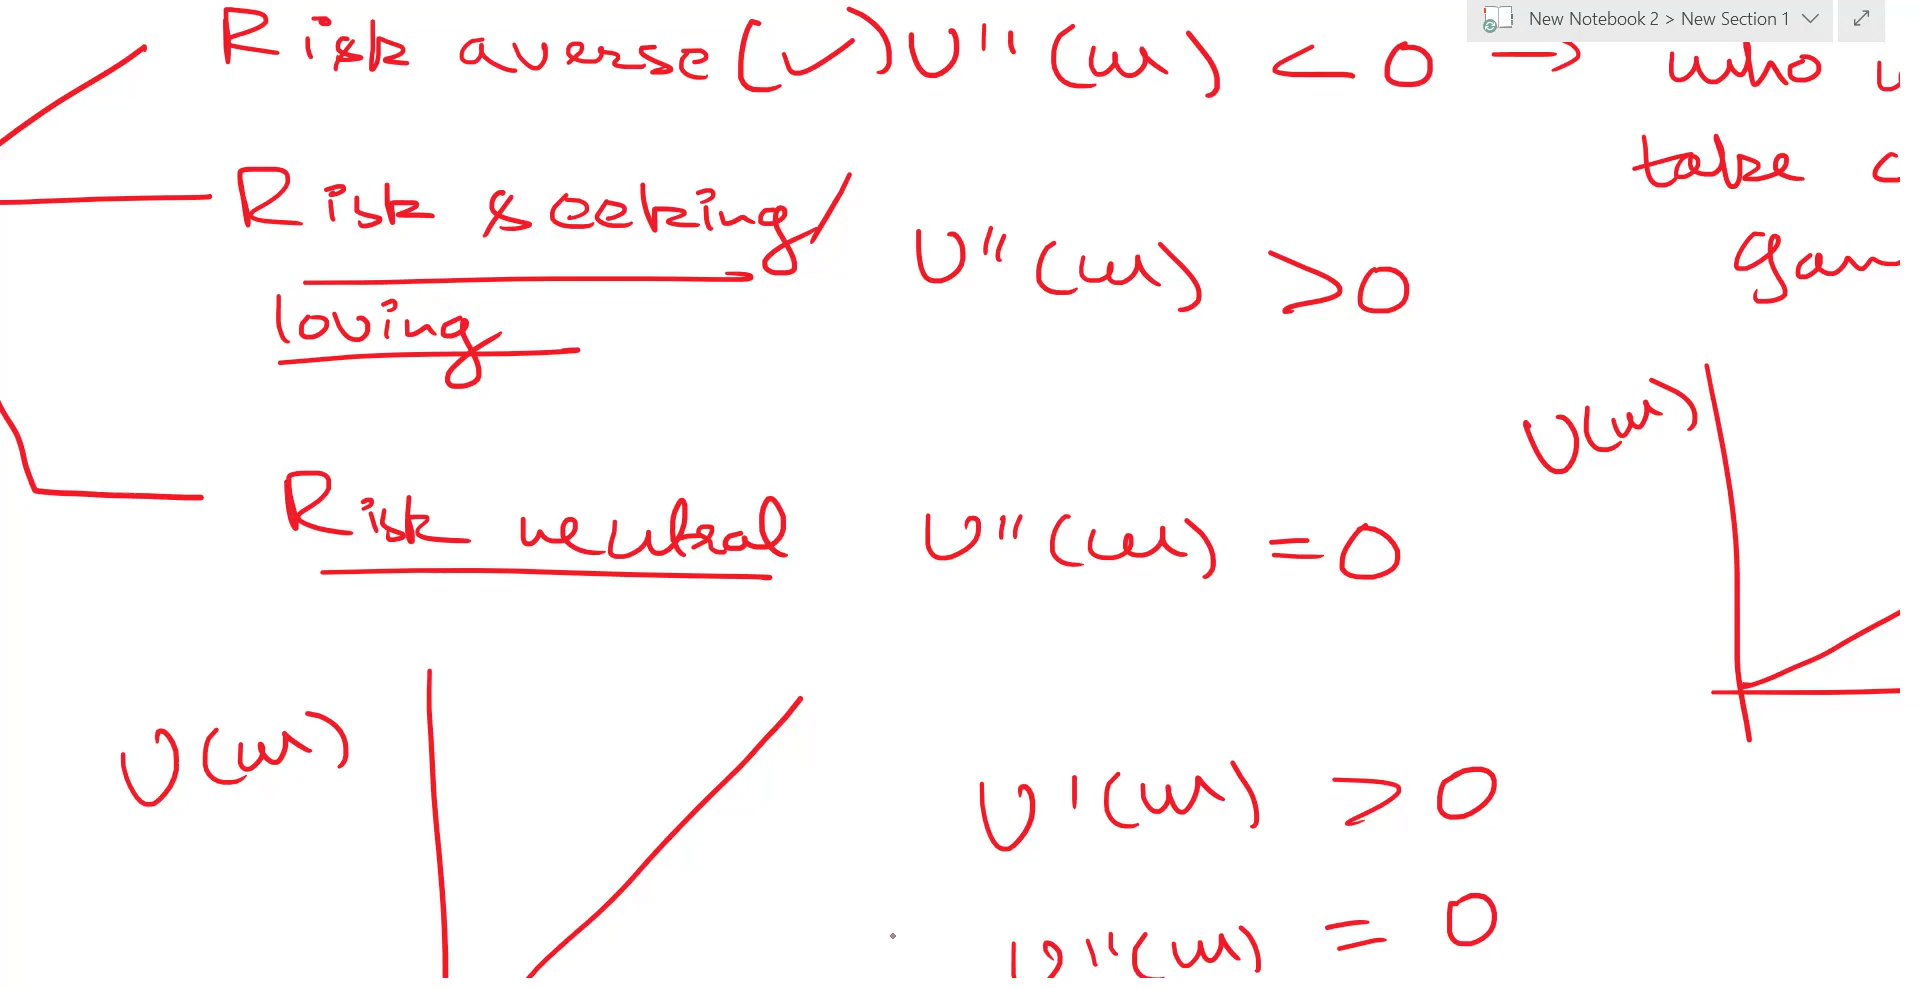 New Notebook 2 > New Section 1
Risk averse (✓) U''(w) < 0 → who
take
Risk seeking/ U''(w) > 0
loving
U(w)
Risk neutral U''(w) = 0
U(w)
U'(w) > 0
U''(w) = 0